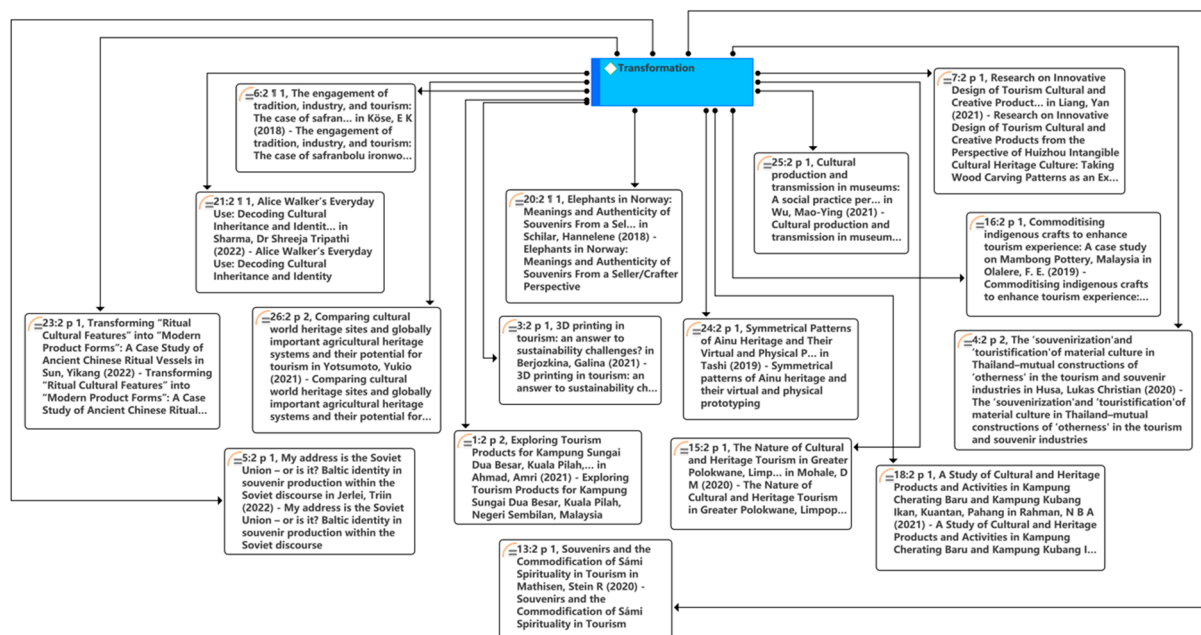 Transformation
6:2 ¶ 1, The engagement of
tradition, industry, and tourism:
The case of safran... in Köse, E K
(2018) - The engagement of
tradition, industry, and tourism:
The case of safranbolu ironwo...
7:2 p 1, Research on Innovative
Design of Tourism Cultural and
Creative Product... in Liang, Yan
(2021) - Research on Innovative
Design of Tourism Cultural and
Creative Products from the
Perspective of Huizhou Intangible
Cultural Heritage Culture: Taking
Wood Carving Patterns as an Ex...
25:2 p 1, Cultural
production and
transmission in museums:
A social practice per... in
Wu, Mao-Ying (2021) -
Cultural production and
transmission in museum...
21:2 ¶ 1, Alice Walker's Everyday
Use: Decoding Cultural
Inheritance and Identit... in
Sharma, Dr Shreeja Tripathi
(2022) - Alice Walker's Everyday
Use: Decoding Cultural
Inheritance and Identity
20:2 ¶ 1, Elephants in Norway:
Meanings and Authenticity of
Souvenirs From a Sel... in
Schilar, Hannelene (2018) -
Elephants in Norway:
Meanings and Authenticity of
Souvenirs From a Seller/Crafter
Perspective
16:2 p 1, Commoditising
indigenous crafts to enhance
tourism experience: A case study
on Mambong Pottery, Malaysia in
Olalere, F. E. (2019) -
Commoditising indigenous crafts
to enhance tourism experience:...
23:2 p 1, Transforming "Ritual
Cultural Features" into "Modern
Product Forms": A Case Study of
Ancient Chinese Ritual Vessels in
Sun, Yikang (2022) - Transforming
"Ritual Cultural Features" into
"Modern Product Forms": A Case
Study of Ancient Chinese Ritual...
26:2 p 2, Comparing cultural
world heritage sites and globally
important agricultural heritage
systems and their potential for
tourism in Yotsumoto, Yukio
(2021) - Comparing cultural
world heritage sites and globally
important agricultural heritage
systems and their potential for...
3:2 p 1, 3D printing in
tourism: an answer to
sustainability challenges? in
Berjozkina, Galina (2021) -
3D printing in tourism: an
answer to sustainability ch...
24:2 p 1, Symmetrical Patterns
of Ainu Heritage and Their
Virtual and Physical P... in
Tashi (2019) - Symmetrical
patterns of Ainu heritage and
their virtual and physical
prototyping
4:2 p 2, The 'souvenirization'and
'touristification'of material culture in
Thailand–mutual constructions of
'otherness' in the tourism and souvenir
industries in Husa, Lukas Christian (2020) -
The 'souvenirization'and 'touristification'of
material culture in Thailand–mutual
constructions of 'otherness' in the tourism
and souvenir industries
5:2 p 1, My address is the Soviet
Union – or is it? Baltic identity in
souvenir production within the
Soviet discourse in Jerlei, Triin
(2022) - My address is the Soviet
Union – or is it? Baltic identity in
souvenir production within the
Soviet discourse
1:2 p 2, Exploring Tourism
Products for Kampung Sungai
Dua Besar, Kuala Pilah,... in
Ahmad, Amri (2021) -
Exploring Tourism Products
for Kampung Sungai Dua
Besar, Kuala Pilah, Negeri
Sembilan, Malaysia
15:2 p 1, The Nature of Cultural
and Heritage Tourism in Greater
Polokwane, Limp... in Mohale, D
M (2020) - The Nature of
Cultural and Heritage Tourism
in Greater Polokwane, Limpop...
18:2 p 1, A Study of Cultural and
Heritage Products and Activities in
Kampung Cherating Baru and
Kampung Kubang Ikan, Kuantan,
Pahang in Rahman, N B A (2021) -
A Study of Cultural and Heritage
Products and Activities in Kampung
Cherating Baru and Kampung
Kubang I...
13:2 p 1, Souvenirs and the
Commodification of Sámi
Spirituality in Tourism in
Mathisen, Stein R (2020) -
Souvenirs and the
Commodification of Sámi
Spirituality in Tourism